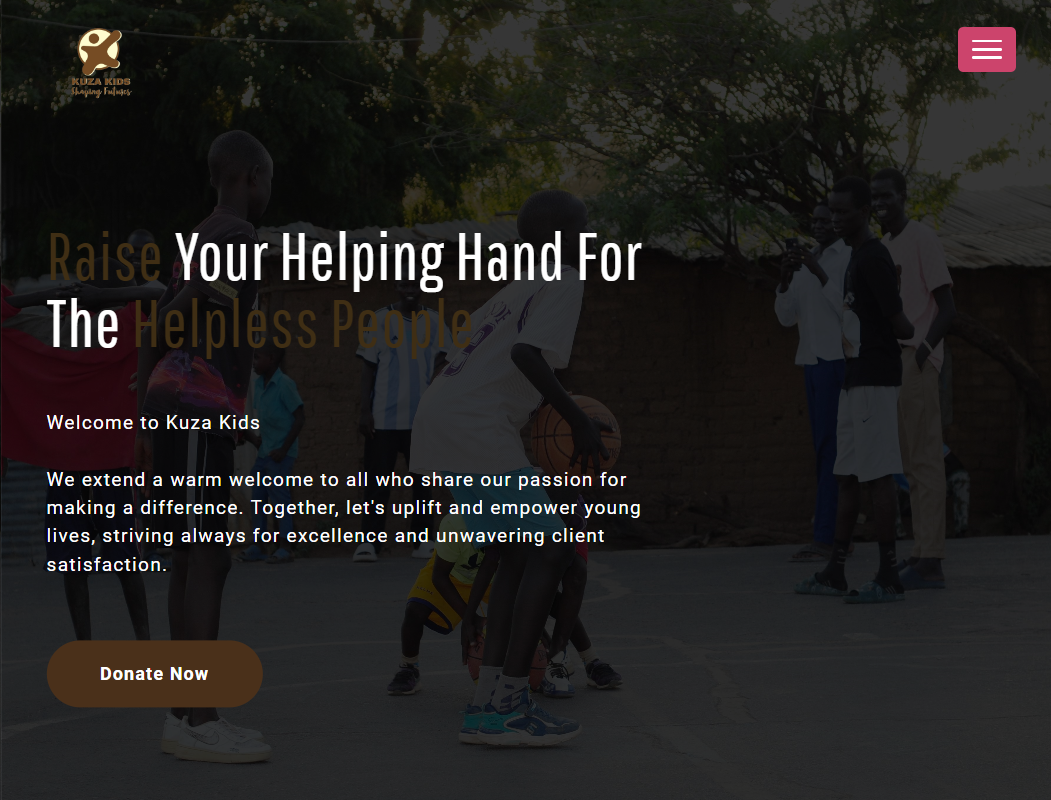 KUZA KIDS
Shaping Futures
Raise Your Helping Hand For
The Helpless People
Welcome to Kuza Kids
We extend a warm welcome to all who share our passion for
making a difference. Together, let's uplift and empower young
lives, striving always for excellence and unwavering client
satisfaction.
Donate Now